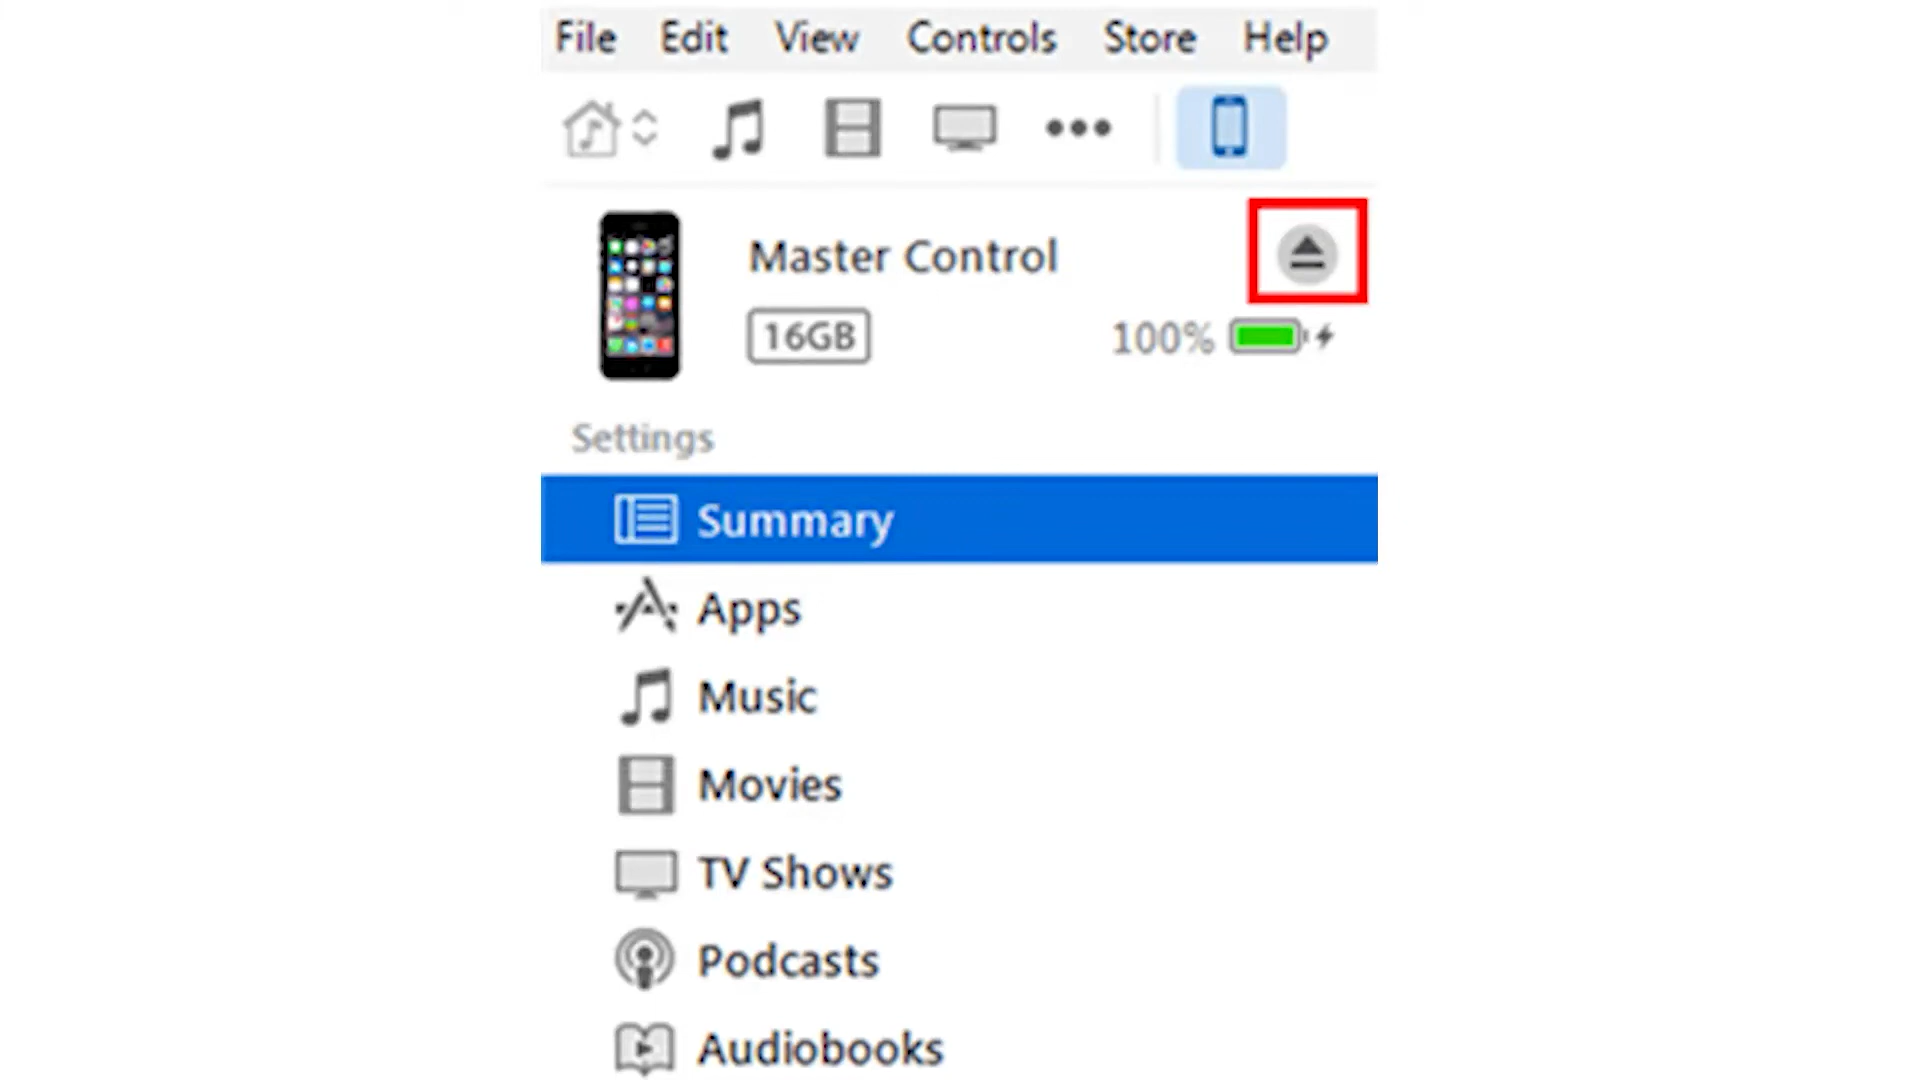 File Edit View Controls Store Help
Master Control
16GB 100%
Settings
Summary
Apps
Music
Movies
TV Shows
Podcasts
Audiobooks